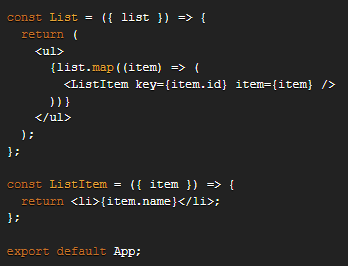 const List = ({ list }) => {
  return (
    <ul>
      {list.map((item) => (
        <ListItem key={item.id} item={item} />
      ))}
    </ul>
  );
};

const ListItem = ({ item }) => {
  return <li>{item.name}</li>;
};

export default App;